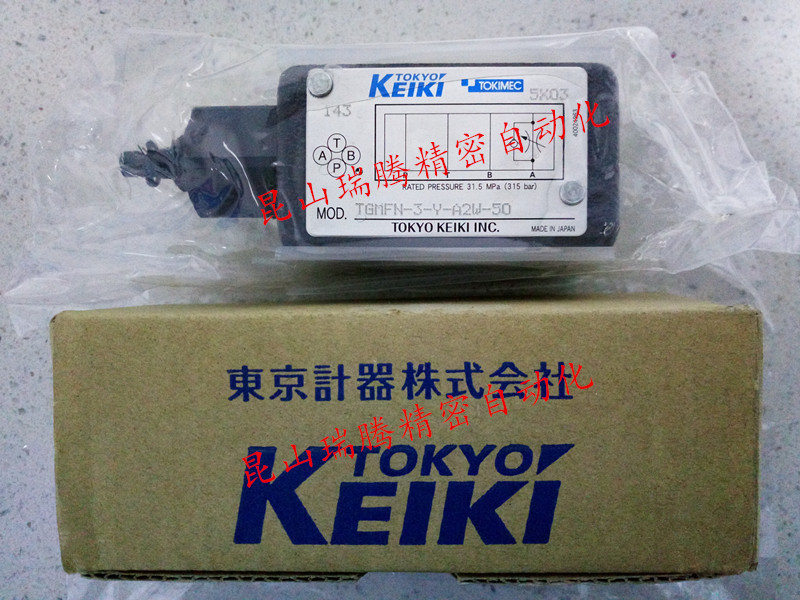 TOKYO
KEIKI
TOKIMEC
143
5X03
T
A B
P
T
B
A
RATED PRESSURE 31.5 MPa (315 bar)
MOD. TGMFN-3-Y-A2W-50
TOKYO KEIKI INC.
MADE IN JAPAN
昆山瑞腾精密自动化
東京計器株式会社
昆山瑞腾精密自动化
TOKYO
KEIKI